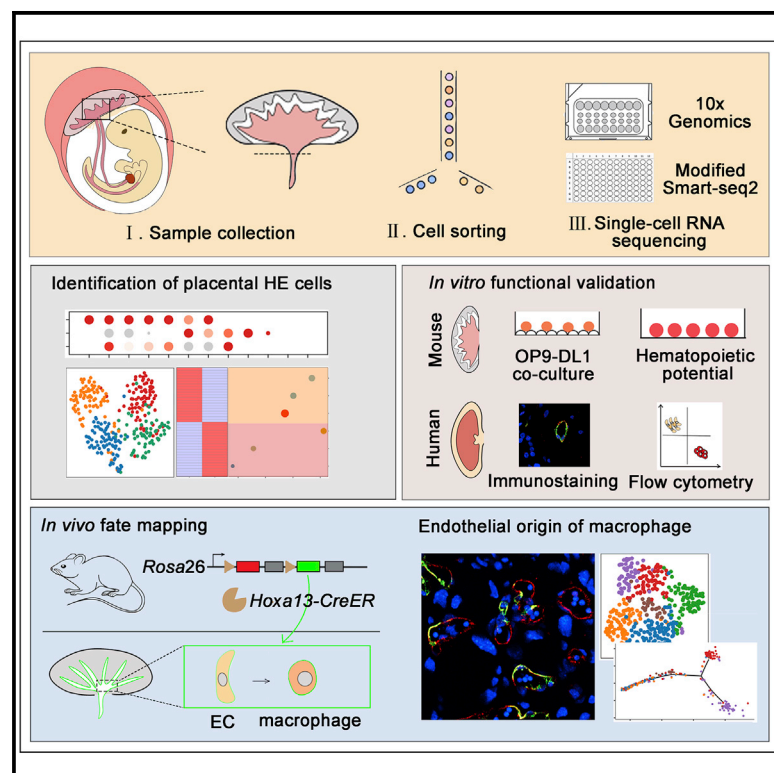 10x
Genomics
Modified
Smart-seq2
I. Sample collection
II. Cell sorting
III. Single-cell RNA
sequencing
Identification of placental HE cells
In vitro functional validation
Mouse
OP9-DL1
co-culture
Hematopoietic
potential
Human
Immunostaining
Flow cytometry
In vivo fate mapping
Rosa26
Hoxa13-CreER
EC
macrophage
Endothelial origin of macrophage